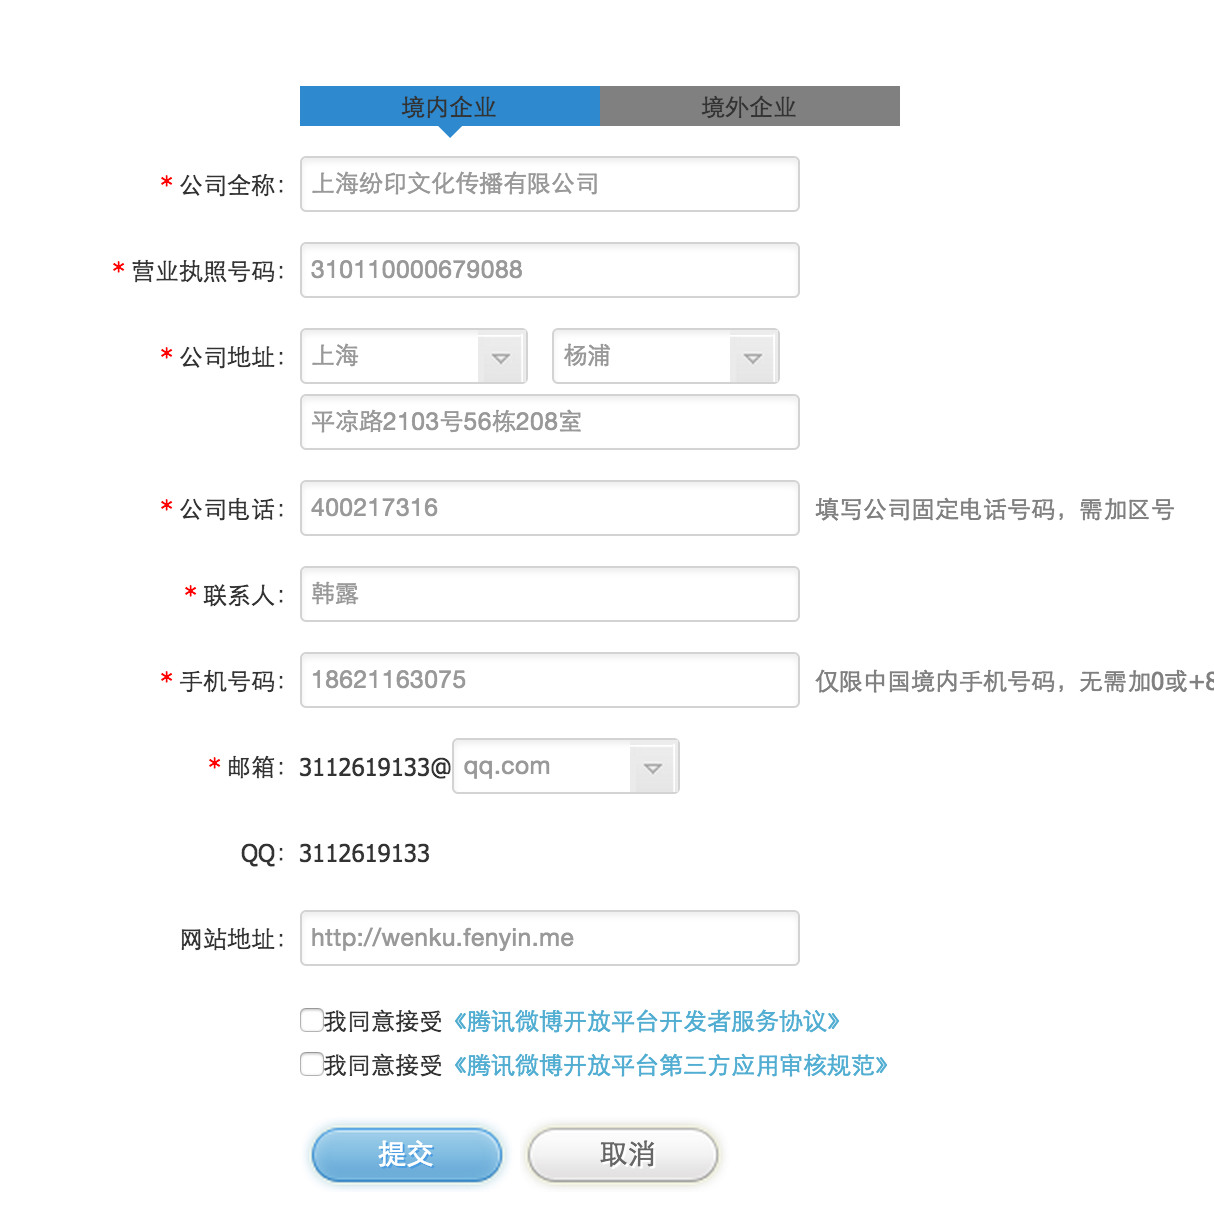 境内企业 境外企业
* 公司全称： 上海纷印文化传播有限公司
* 营业执照号码： 310110000679088
* 公司地址： 上海 杨浦
平凉路2103号56栋208室
* 公司电话： 400217316 填写公司固定电话号码，需加区号
* 联系人： 韩露
* 手机号码： 18621163075 仅限中国境内手机号码，无需加0或+8
* 邮箱： 3112619133@ qq.com
QQ： 3112619133
网站地址： http://wenku.fenyin.me
我同意接受《腾讯微博开放平台开发者服务协议》
我同意接受《腾讯微博开放平台第三方应用审核规范》
提交 取消